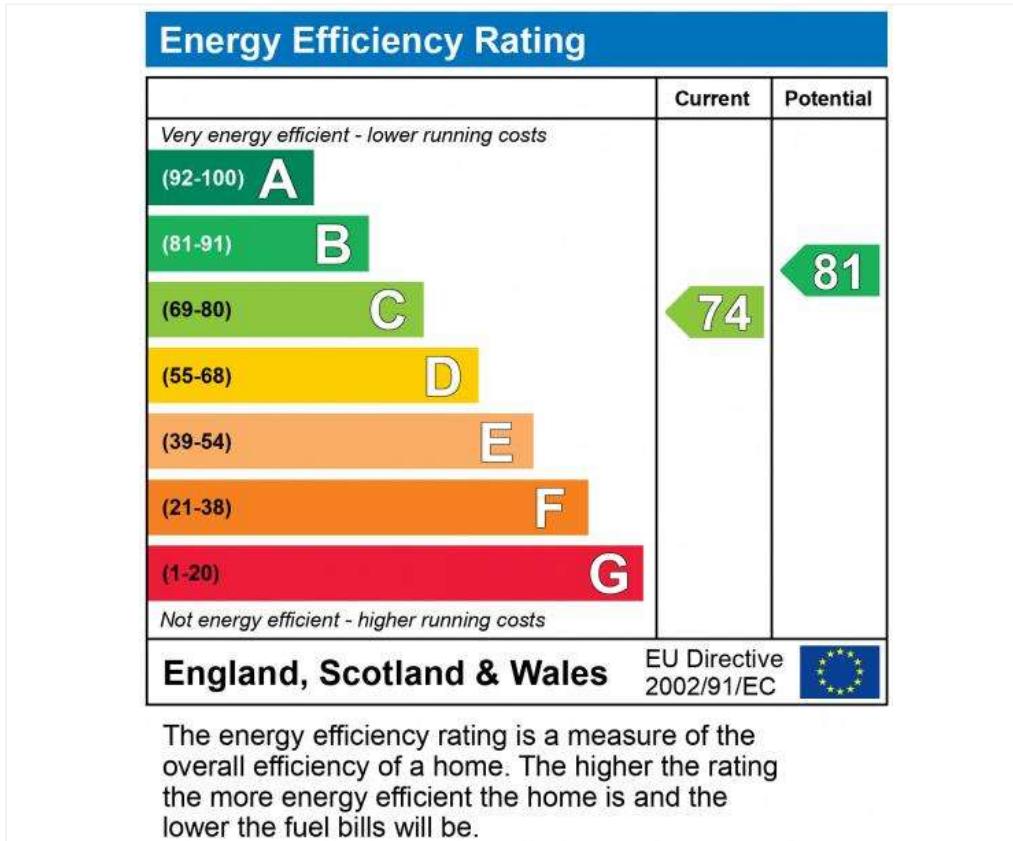 Energy Efficiency Rating
Current Potential
Very energy efficient - lower running costs
(92-100) A
(81-91) B
81
(69-80) C
74
(55-68) D
(39-54) E
(21-38) F
(1-20) G
Not energy efficient - higher running costs
England, Scotland & Wales
EU Directive
2002/91/EC
The energy efficiency rating is a measure of the
overall efficiency of a home. The higher the rating
the more energy efficient the home is and the
lower the fuel bills will be.